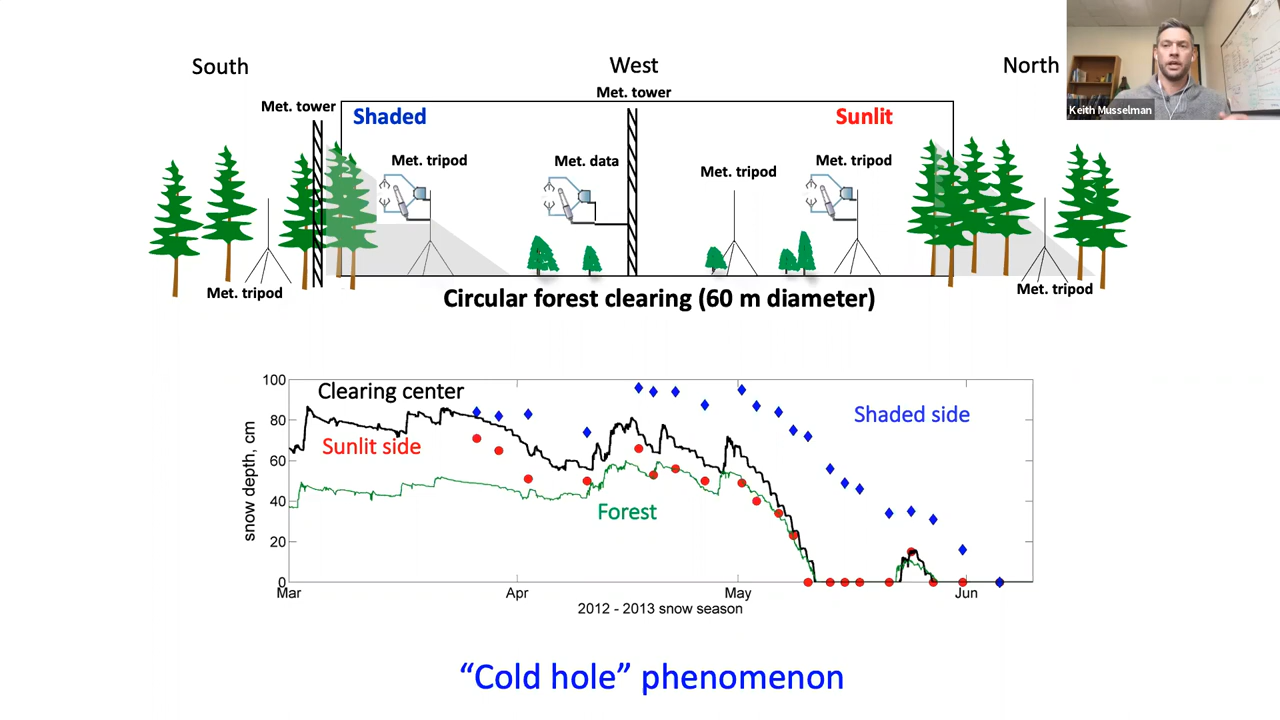 South
West
North
Keith Musselman
Met. tower
Met. tower
Shaded
Sunlit
Met. tripod
Met. data
Met. tripod
Met. tripod
Met. tripod
Met. tripod
Circular forest clearing (60 m diameter)
100
80
60
40
20
0
snow depth, cm
Clearing center
Sunlit side
Forest
Shaded side
Mar
Apr
May
Jun
2012 - 2013 snow season
“Cold hole” phenomenon